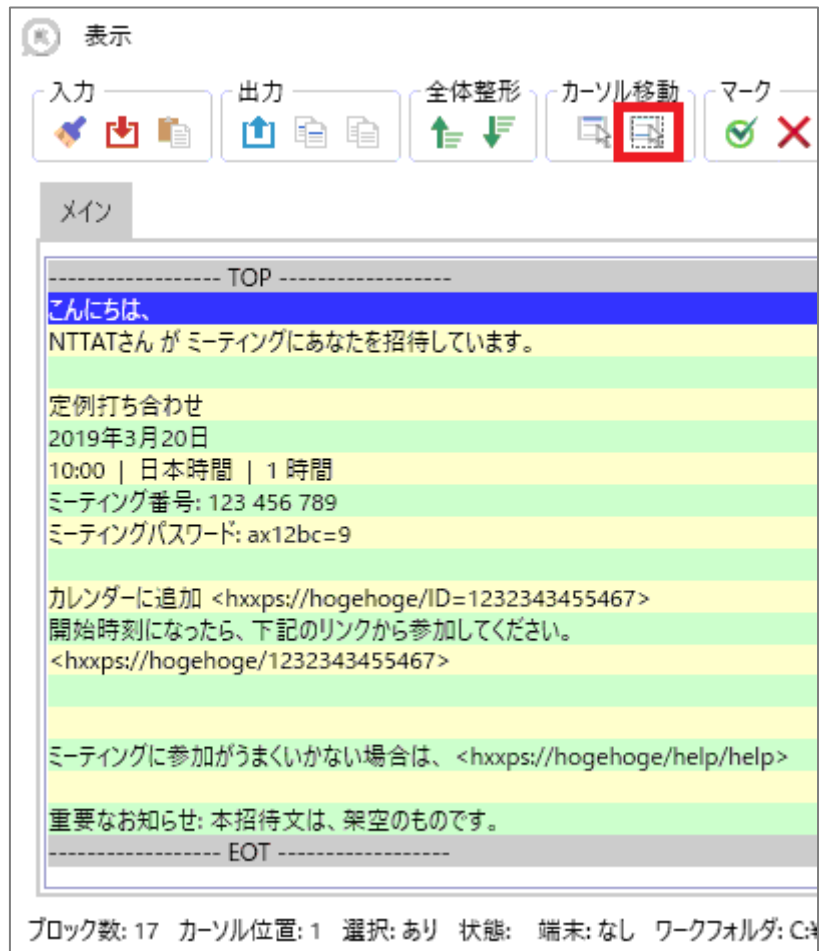 表示
入力 出力 全体整形 カーソル移動 マーク
メイン
------------------ TOP ------------------
こんにちは、
NTTATさん が ミーティングにあなたを招待しています。
定例打ち合わせ
2019年3月20日
10:00 | 日本時間 | 1 時間
ミーティング番号: 123 456 789
ミーティングパスワード: ax12bc=9
カレンダーに追加 <hxxps://hogehoge/ID=1232343455467>
開始時刻になったら、下記のリンクから参加してください。
<hxxps://hogehoge/1232343455467>
ミーティングに参加がうまくいかない場合は、 <hxxps://hogehoge/help/help>
重要なお知らせ: 本招待文は、架空のものです。
------------------ EOT ------------------
ブロック数: 17 カーソル位置: 1 選択: あり 状態: 端末: なし ワークフォルダ: C:¥